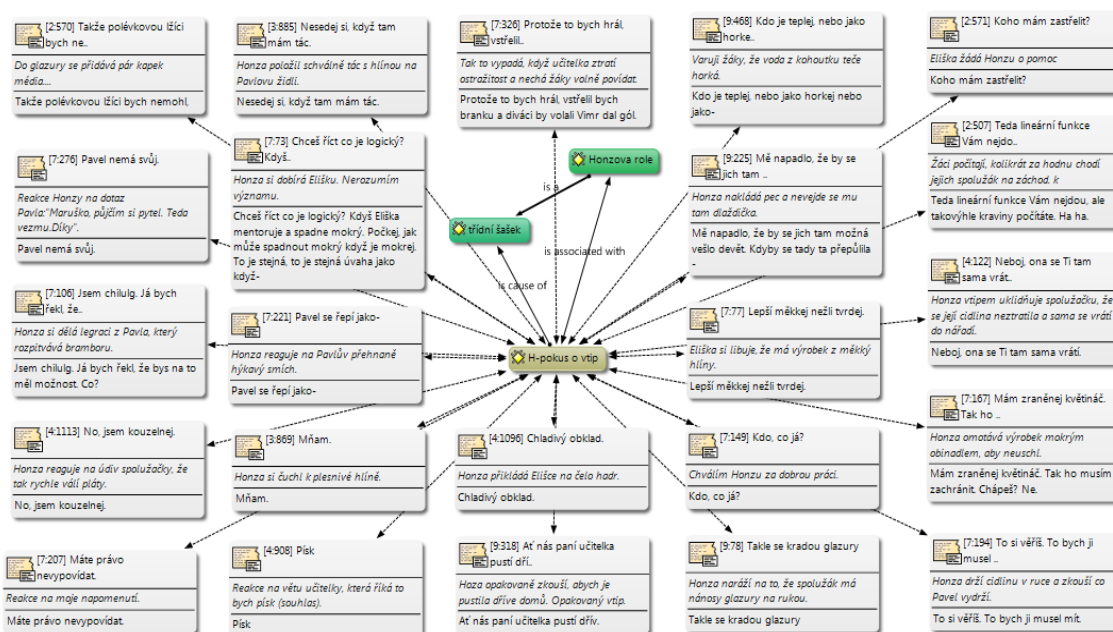 [2:570] Takže polévkovou lžíci
bych ne..
Do glazury se přidává pár kapek
média....
Takže polévkovou lžíci bych nemohl,
[3:885] Nesedej si, když tam
mám tác.
Honza položil schválně tác s hlínou na
Pavlovu židli.
Nesedej si, když tam mám tác.
[7:326] Protože to bych hrál,
vstřelil..
Tak to vypadá, když učitelka ztratí
ostražitost a nechá žáky volně povídat.
Protože to bych hrál, vstřelil bych
branku a diváci by volali Vimr dal gól.
[9:468] Kdo je teplej, nebo jako
horke..
Varuji žáky, že voda z kohoutku teče
horká.
Kdo je teplej, nebo jako horkej nebo
jako-
[2:571] Koho mám zastřelit?
Eliška žádá Honzu o pomoc
Koho mám zastřelit?
[7:276] Pavel nemá svůj.
Reakce Honzy na dotaz
Pavla:"Maruško, půjčím si pytel. Teda
vezmu.Díky".
Pavel nemá svůj.
[7:73] Chceš říct co je logický?
Když..
Honza si dobírá Elišku. Nerozumím
významu.
Chceš říct co je logický? Když Eliška
mentoruje a spadne mokrý. Počkej, jak
může spadnout mokrý když je mokrej.
To je stejná, to je stejná úvaha jako
když-
Honzova role
is a
třídní šašek
is associated with
is cause of
[9:225] Mě napadlo, že by se
jich tam ..
Honza nakládá pec a nevejde se mu
tam dlaždička.
Mě napadlo, že by se jich tam možná
vešlo devět. Kdyby se tady ta přepůlila
-
[2:507] Teda lineární funkce
Vám nejdo..
Žáci počítají, kolikrát za hodnu chodí
jejich spolužák na záchod. k
Teda lineární funkce Vám nejdou, ale
takovýhle kraviny počítáte. Ha ha.
[7:106] Jsem chilulg. Já bych
řekl, že..
Honza si dělá legraci z Pavla, který
rozpitvává bramboru.
Jsem chilulg. Já bych řekl, že bys na to
měl možnost. Co?
[7:221] Pavel se řepí jako-
Honza reaguje na Pavlův přehnaně
hýkavý smích.
Pavel se řepí jako-
H-pokus o vtip
[7:77] Lepší měkkej nežli tvrdej.
Eliška si libuje, že má výrobek z měkký
hlíny.
Lepší měkkej nežli tvrdej.
[4:122] Neboj, ona se Ti tam
sama vrát..
Honza vtipem uklidňuje spolužačku, že
se její cidlina neztratila a sama se vrátí
do nářadí.
Neboj, ona se Ti tam sama vrátí.
[4:1113] No, jsem kouzelnej.
Honza reaguje na údiv spolužačky, že
tak rychle válí pláty.
No, jsem kouzelnej.
[3:869] Mňam.
Honza si čuchl k plesnivé hlíně.
Mňam.
[4:1096] Chladivý obklad.
Honza přikládá Elišce na čelo hadr.
Chladivý obklad.
[7:149] Kdo, co já?
Chválím Honzu za dobrou práci.
Kdo, co já?
[7:167] Mám zraněnej květináč.
Tak ho ..
Honza omotává výrobek mokrým
obinadlem, aby neuschl.
Mám zraněnej květináč. Tak ho musím
zachránit. Chápeš? Ne.
[7:207] Máte právo
nevypovídat.
Reakce na moje napomenutí.
Máte právo nevypovídat.
[4:908] Písk
Reakce na větu učitelky, která říká to
bych písk (souhlas).
Písk
[9:318] Ať nás paní učitelka
pustí dří..
Hoza opakovaně zkouší, abych je
pustila dříve domů. Opakovaný vtip.
Ať nás paní učitelka pustí dřív.
[9:78] Takle se kradou glazury
Honza naráží na to, že spolužák má
nánosy glazury na rukou.
Takle se kradou glazury
[7:194] To si věříš. To bych ji
musel ..
Honza drží cidlinu v ruce a zkouší co
Pavel vydrží.
To si věříš. To bych ji musel mít.